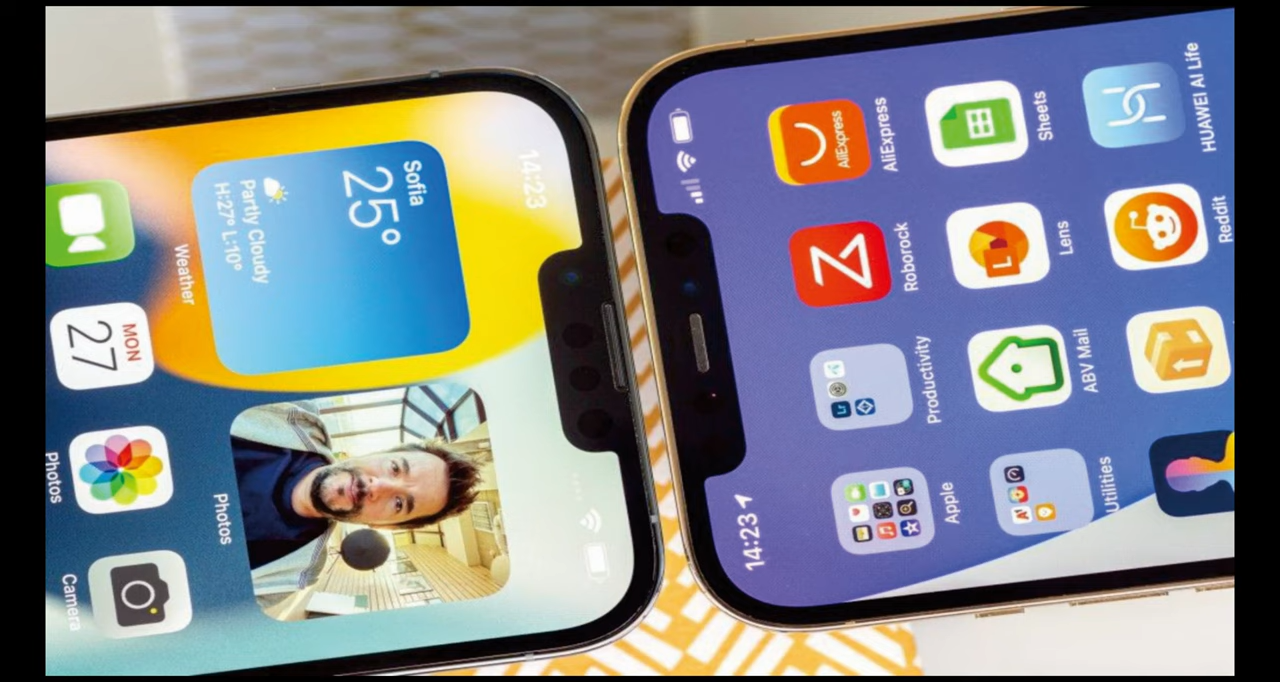 14:23
Sofia
25°
Partly Cloudy
H:27° L:10°
Weather
MON
27
Photos
Photos
Camera
14:23
AliExpress
AliExpress
Sheets
HUAWEI AI Life
Roborock
L
Lens
Reddit
Productivity
ABV Mail
Apple
Utilities